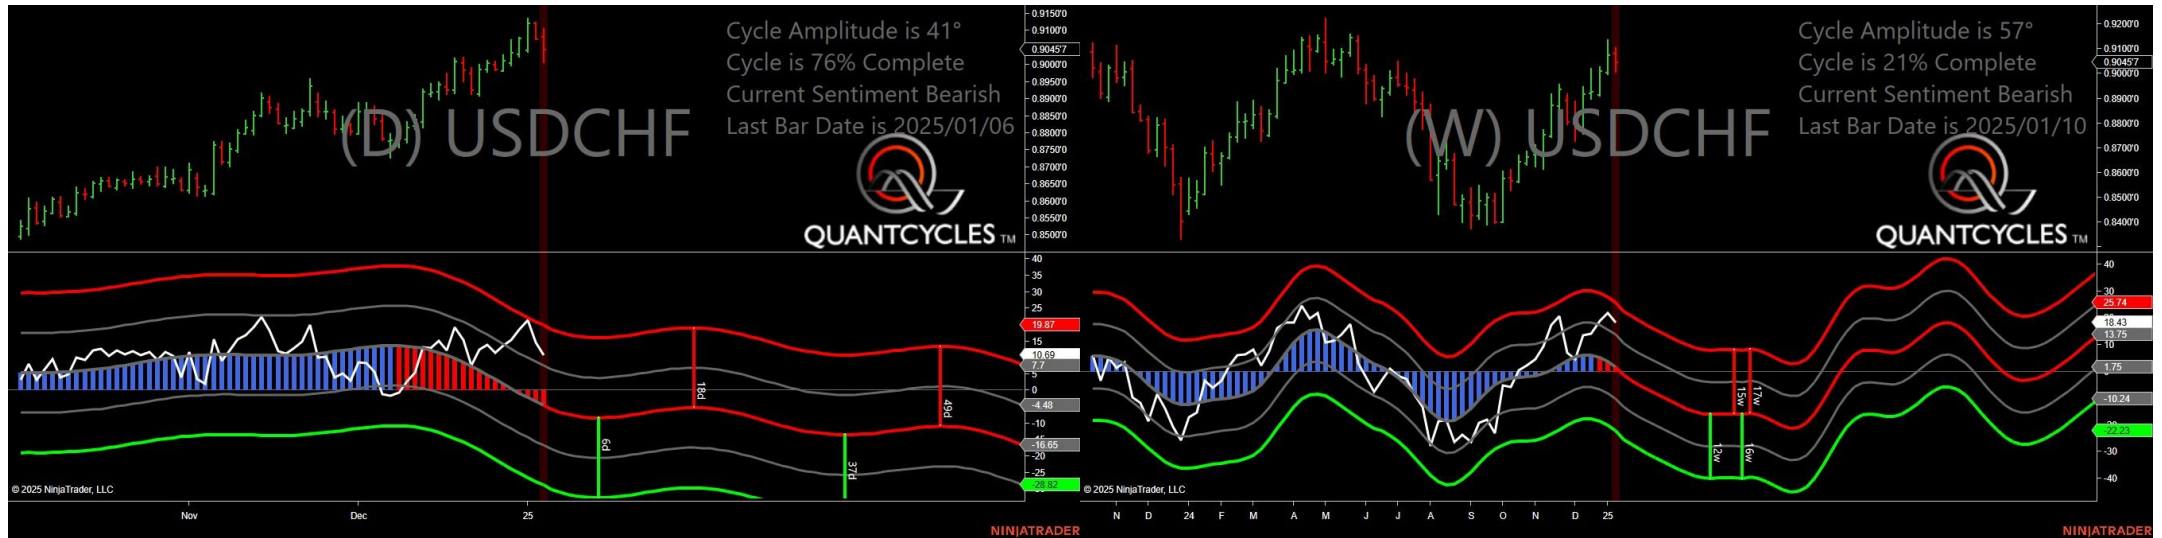 Cycle Amplitude is 41°
Cycle is 76% Complete
Current Sentiment Bearish
Last Bar Date is 2025/01/06
(D) USDCHF
QUANTCYCLES TM
0.9150'0
0.9100'0
0.9045'7
0.9000'0
0.8950'0
0.8900'0
0.8850'0
0.8800'0
0.8750'0
0.8700'0
0.8650'0
0.8600'0
0.8550'0
0.8500'0
40
35
30
25
19.87
15
10.69
7.7
5
0
-4.48
-10
-16.65
-20
-25
-28.82
6d
18d
37d
49d
© 2025 NinjaTrader, LLC
Nov Dec 25
NINJATRADER
Cycle Amplitude is 57°
Cycle is 21% Complete
Current Sentiment Bearish
Last Bar Date is 2025/01/10
(W) USDCHF
QUANTCYCLES TM
0.9200'0
0.9100'0
0.9045'7
0.9000'0
0.8900'0
0.8800'0
0.8700'0
0.8600'0
0.8500'0
0.8400'0
40
30
25.74
18.43
13.75
10
1.75
-10.24
-22.23
-30
-40
12w
15w
16w
17w
© 2025 NinjaTrader, LLC
N D 24 F M A M J J A S O N D 25
NINJATRADER